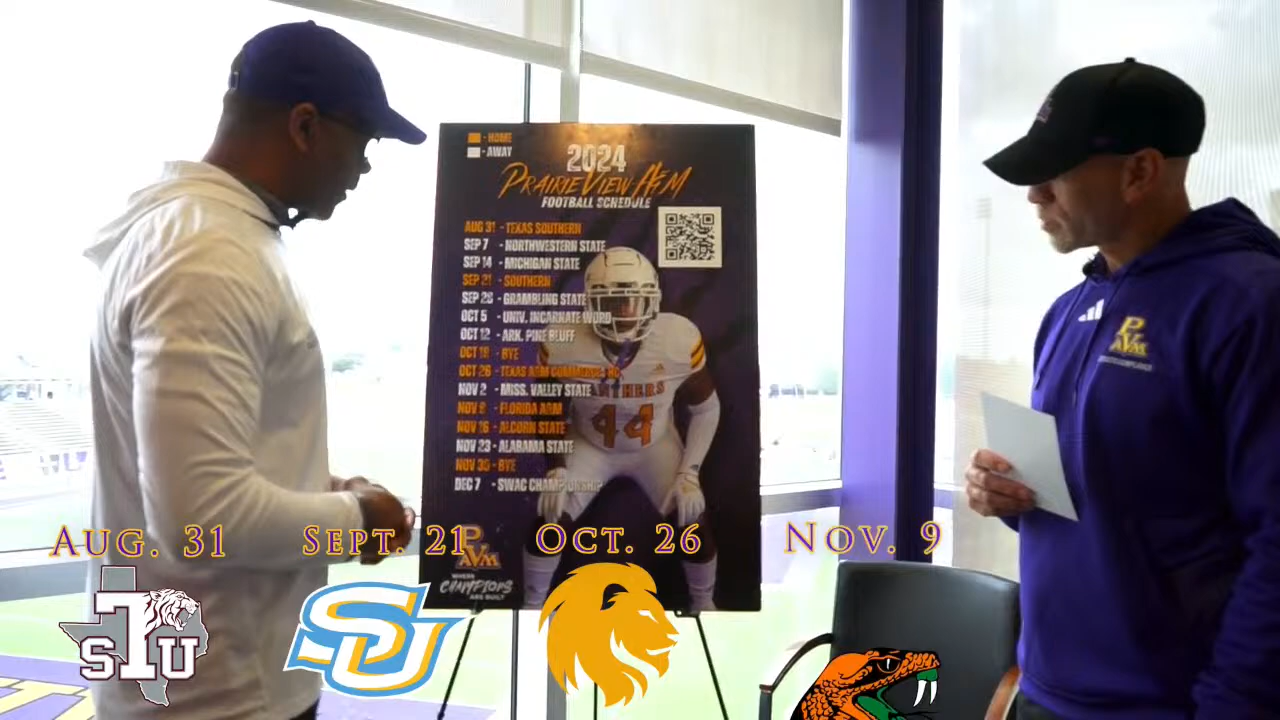 - HOME
- AWAY
2024
PRAIRIE VIEW A&M
FOOTBALL SCHEDULE
AUG 31 - TEXAS SOUTHERN
SEP 7 - NORTHWESTERN STATE
SEP 14 - MICHIGAN STATE
SEP 21 - SOUTHERN
SEP 28 - GRAMBLING STATE
OCT 5 - UNIV. INCARNATE WORD
OCT 12 - ARK. PINE BLUFF
OCT 19 - BYE
OCT 26 - TEXAS A&M COMMERCE, HC
NOV 2 - MISS. VALLEY STATE
NOV 9 - FLORIDA A&M
NOV 16 - ALCORN STATE
NOV 23 - ALABAMA STATE
NOV 30 - BYE
DEC 7 - SWAC CHAMPIONSHIP
PANTHERS
44
PVAM
WHERE
CHAMPIONS
ARE BUILT
PVAM
AUG. 31
SEPT. 21
OCT. 26
NOV. 9
TSU
SU